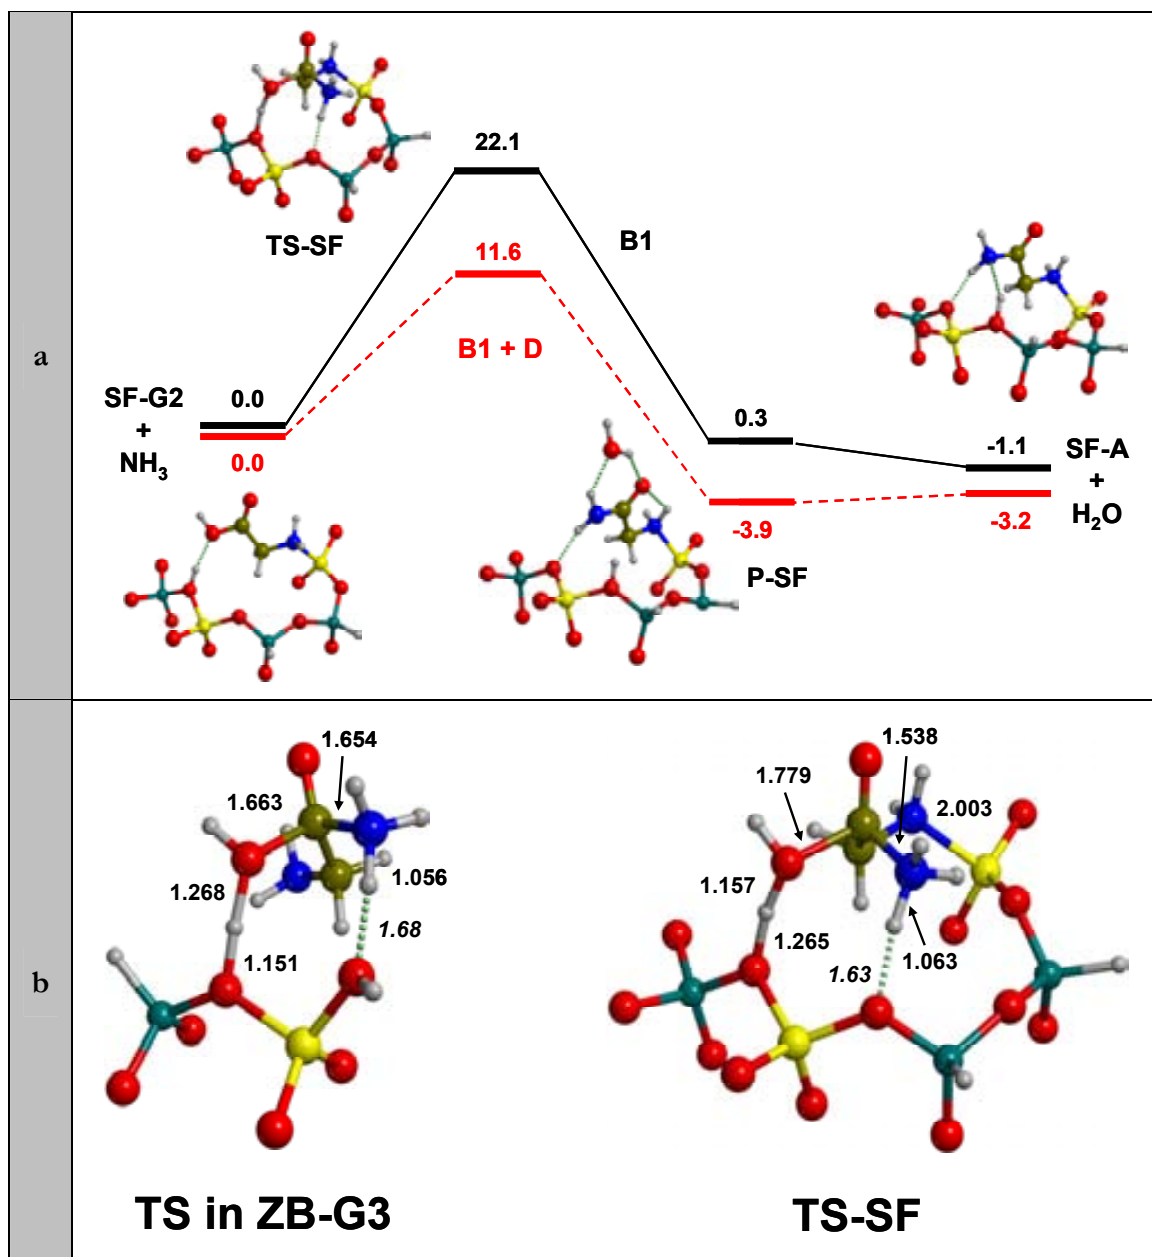 a
TS-SF
22.1
11.6
B1
B1 + D
SF-G2
+
NH3
0.0
0.0
0.3
-3.9
P-SF
-1.1
-3.2
SF-A
+
H2O
b
1.654
1.663
1.268
1.056
1.68
1.151
TS in ZB-G3
1.538
1.779
2.003
1.157
1.265
1.63
1.063
TS-SF